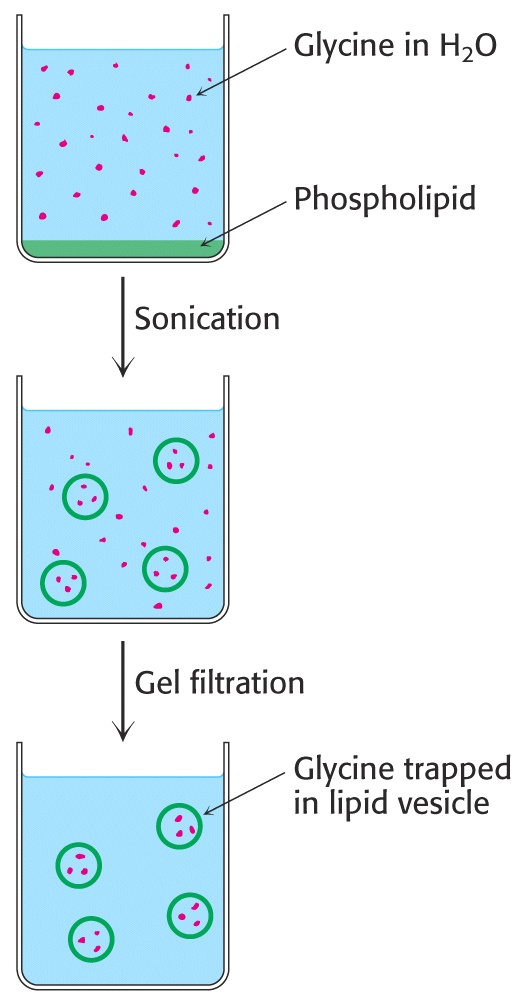 Glycine in H₂O
Phospholipid
Sonication
Gel filtration
Glycine trapped
in lipid vesicle